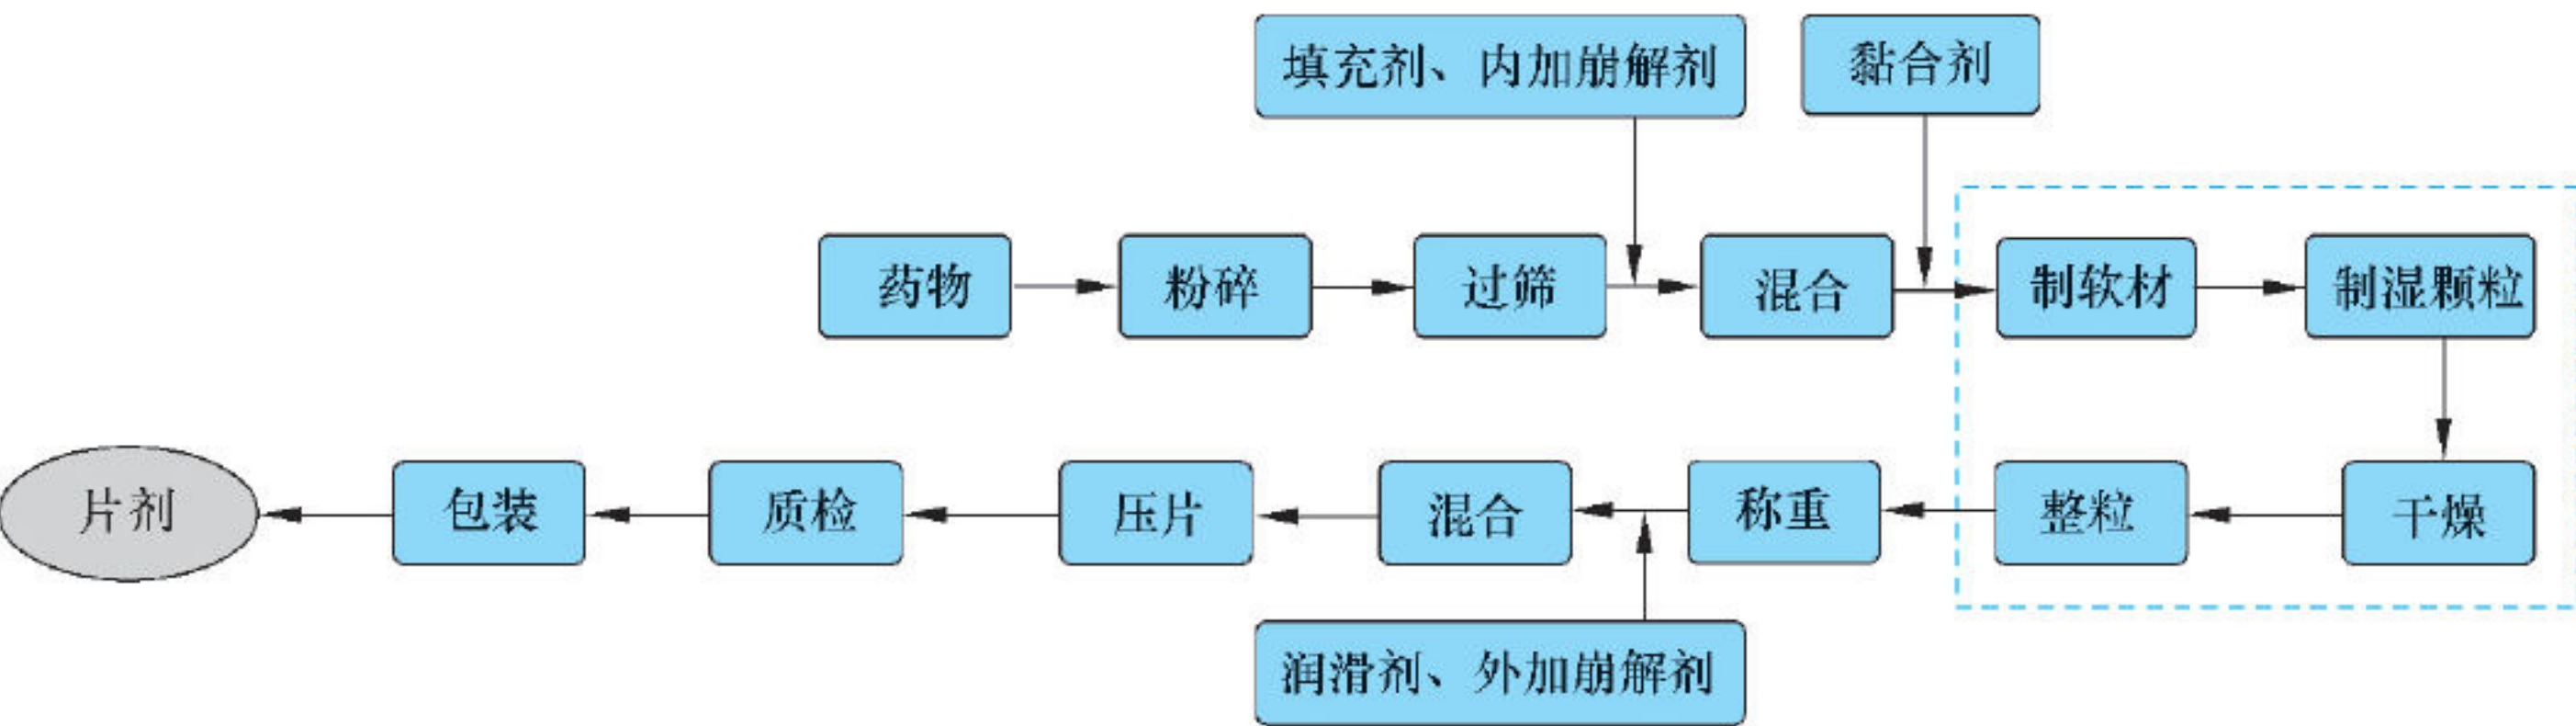 填充剂、内加崩解剂
黏合剂
药物
粉碎
过筛
混合
制软材
制湿颗粒
片剂
包装
质检
压片
混合
称重
整粒
干燥
润滑剂、外加崩解剂